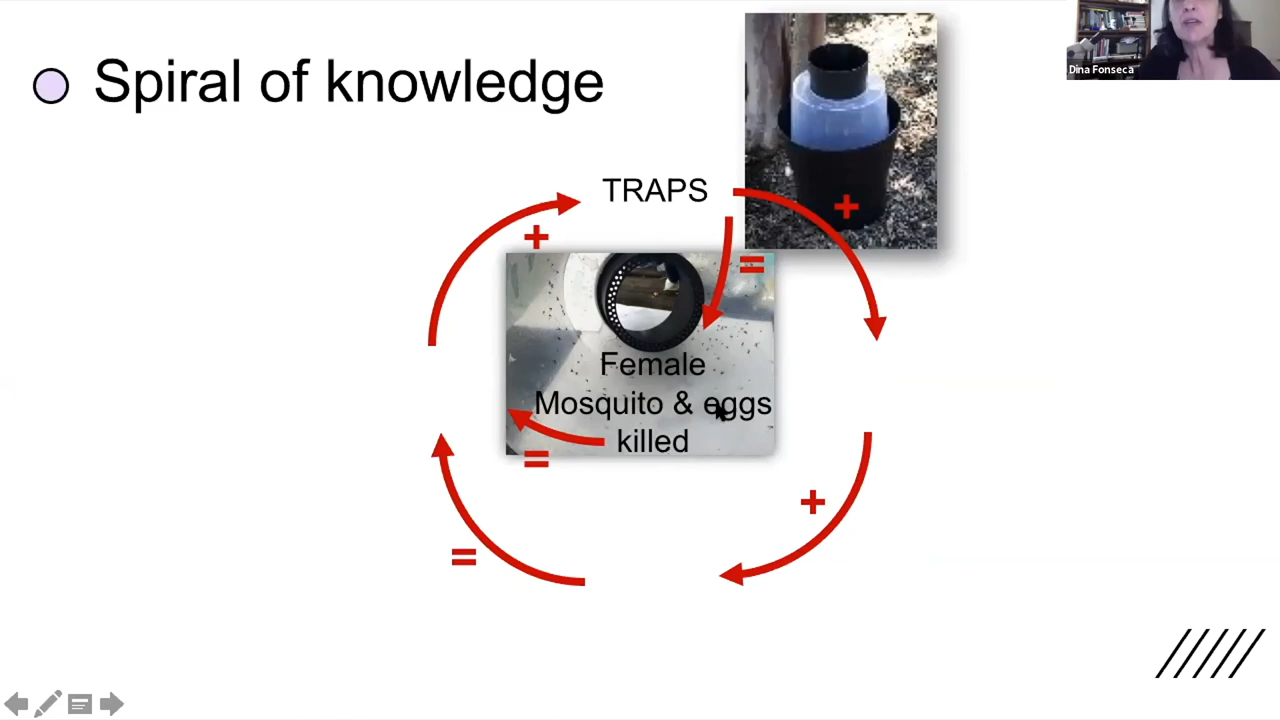 Dina Fonseca
Spiral of knowledge
TRAPS
+
+
=
Female
Mosquito & eggs
killed
=
+
=